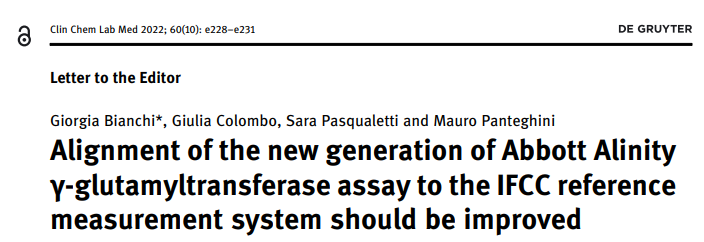 Clin Chem Lab Med 2022; 60(10): e228–e231
DE GRUYTER
Letter to the Editor
Giorgia Bianchi*, Giulia Colombo, Sara Pasqualetti and Mauro Panteghini
Alignment of the new generation of Abbott Alinity
γ-glutamyltransferase assay to the IFCC reference
measurement system should be improved